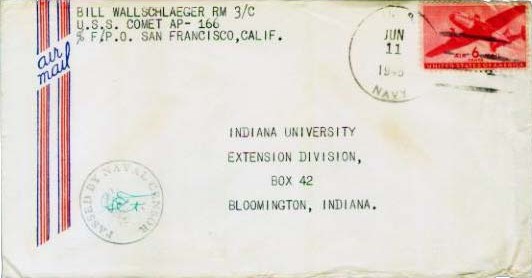 BILL WALLSCHLAEGER RM 3/C
U.S.S. COMET AP- 166
% F/P.O. SAN FRANCISCO,CALIF.
air
mail
JUN
11
NAVY
AIR 6 CENTS
UNITED STATES OF AMERICA
INDIANA UNIVERSITY
EXTENSION DIVISION,
BOX 42
BLOOMINGTON, INDIANA.
PASSED BY NAVAL CENSOR